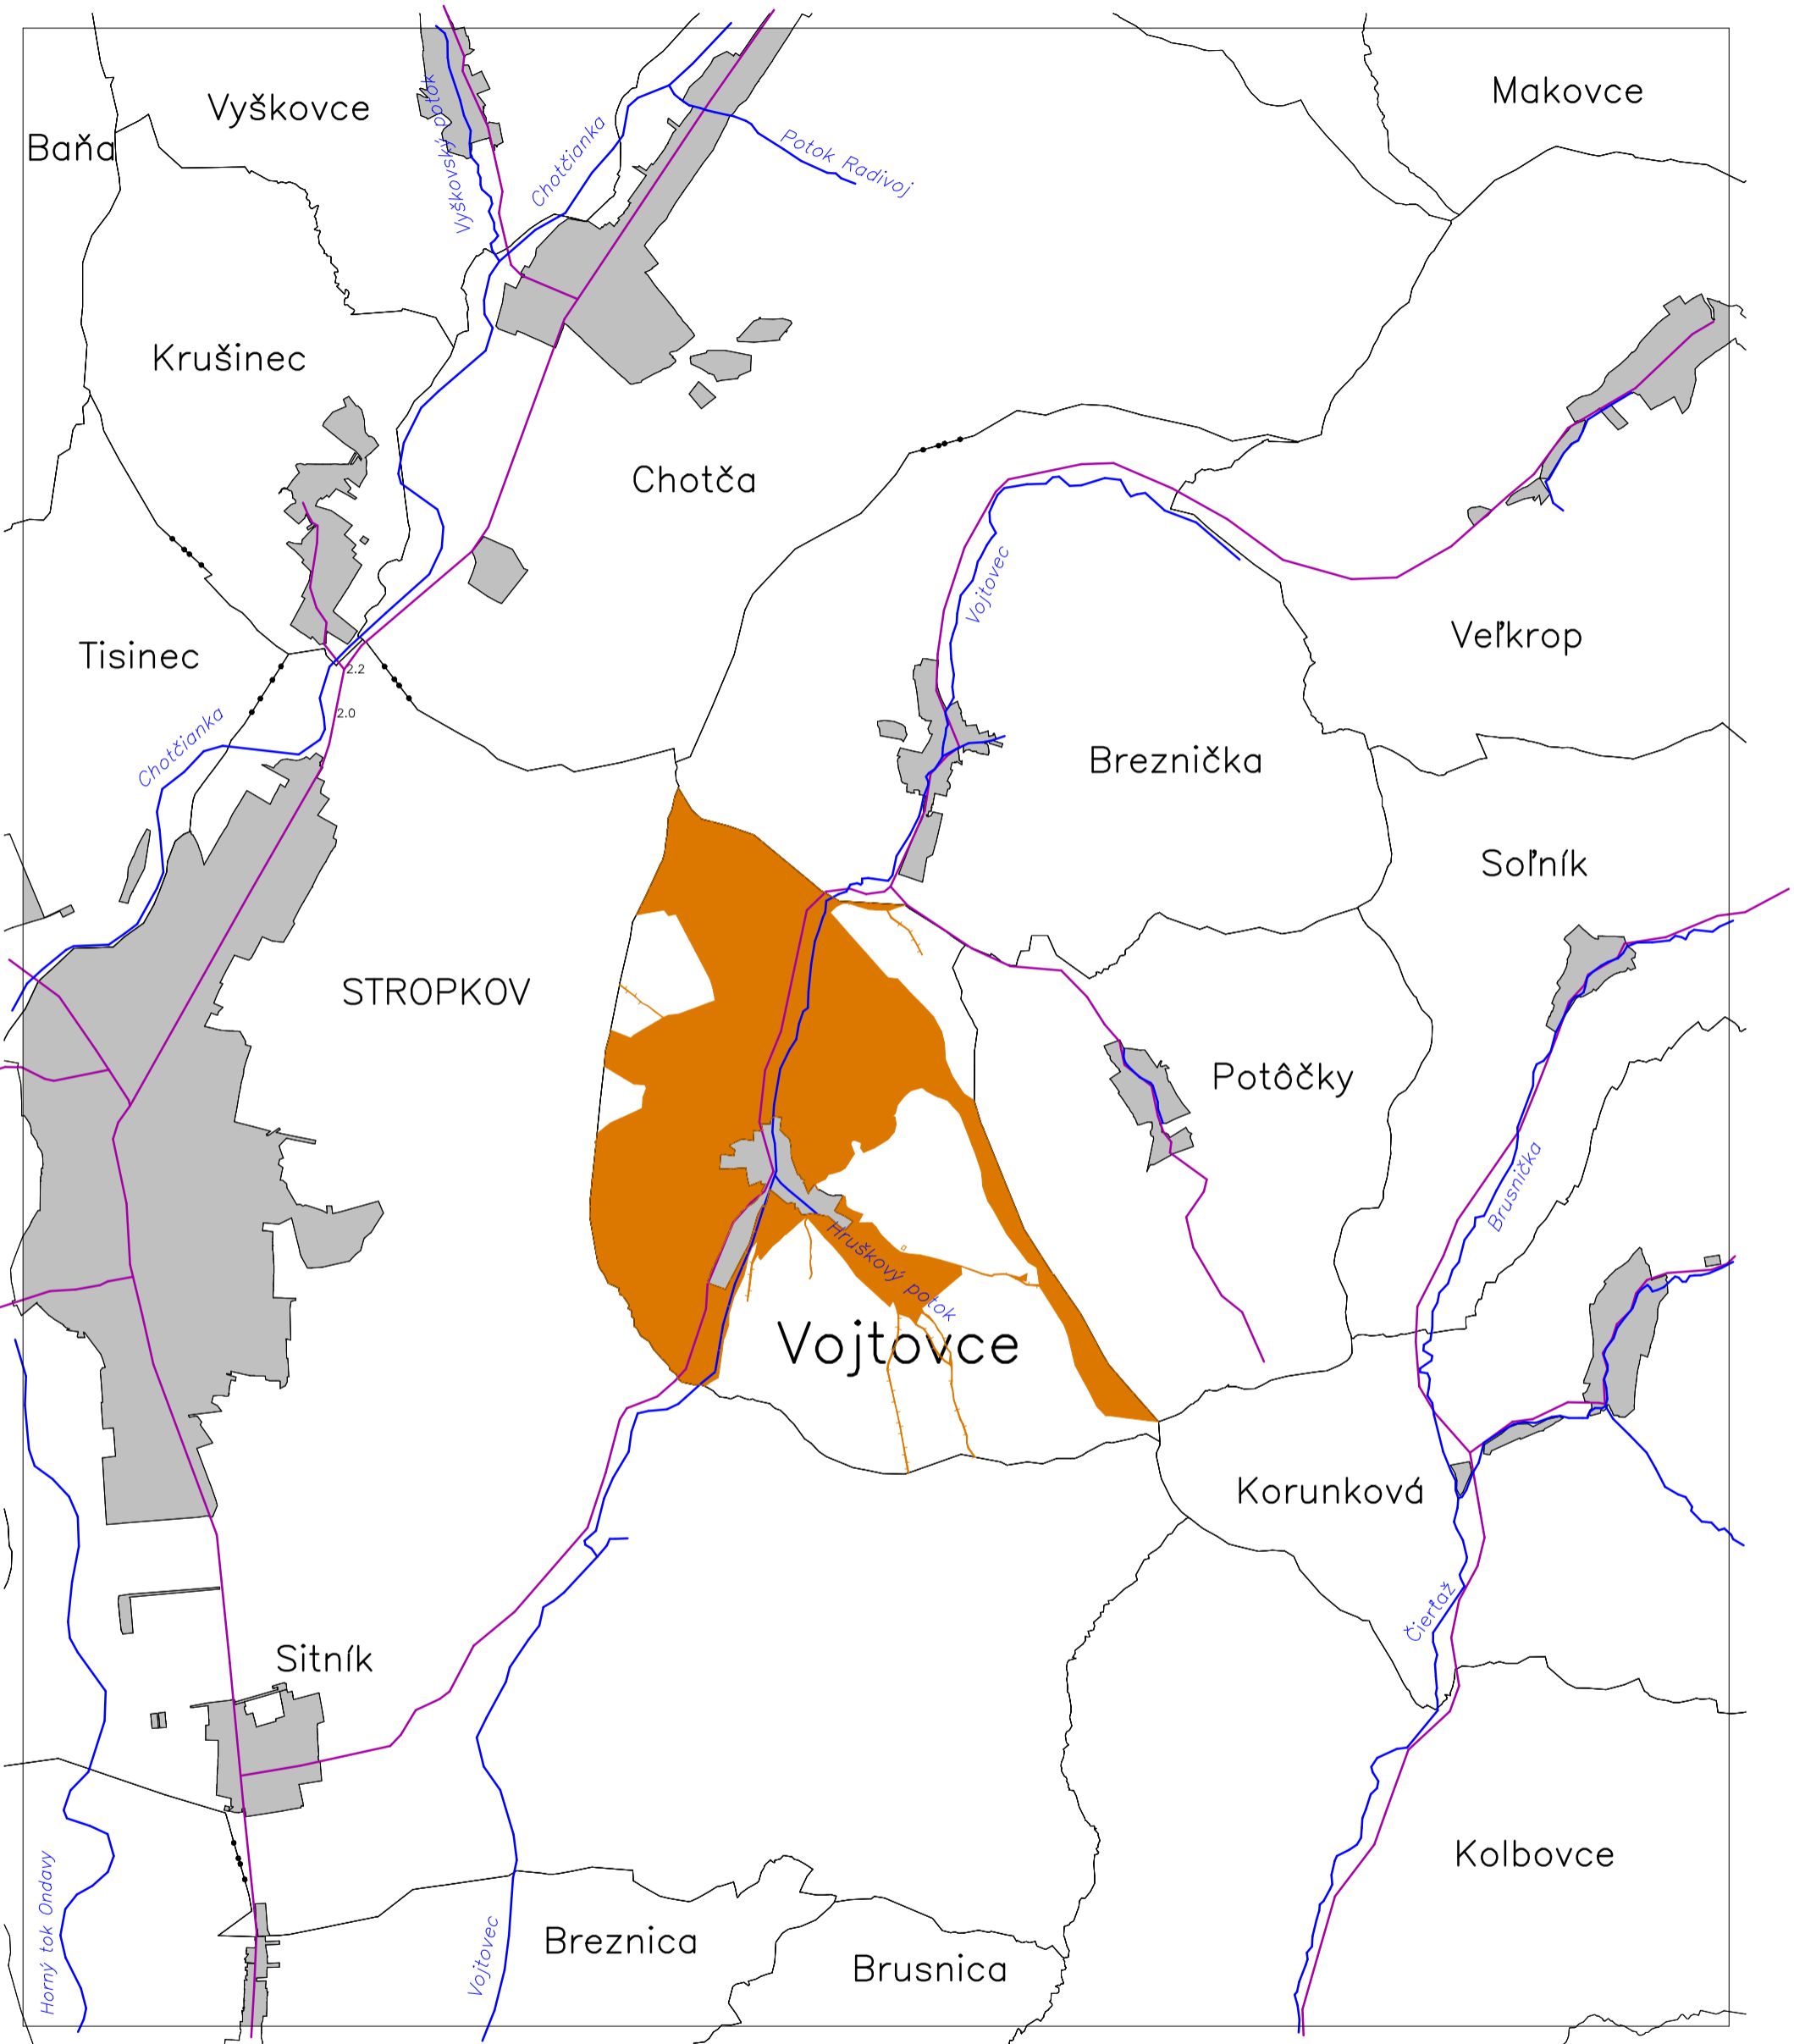 Makovce
Vyškovce
Baňa
Vyškovský potok
Chotčianka
Potok Radivoj
Krušinec
Chotča
Vojtovec
Veľkrop
Tisinec
2.2
2.0
Chotčianka
Breznička
Soľník
STROPKOV
Potôčky
Brusnička
Hruškový potok
Vojtovce
Korunková
Čierťaž
Sitník
Kolbovce
Horný tok Ondavy
Vojtovec
Breznica
Brusnica